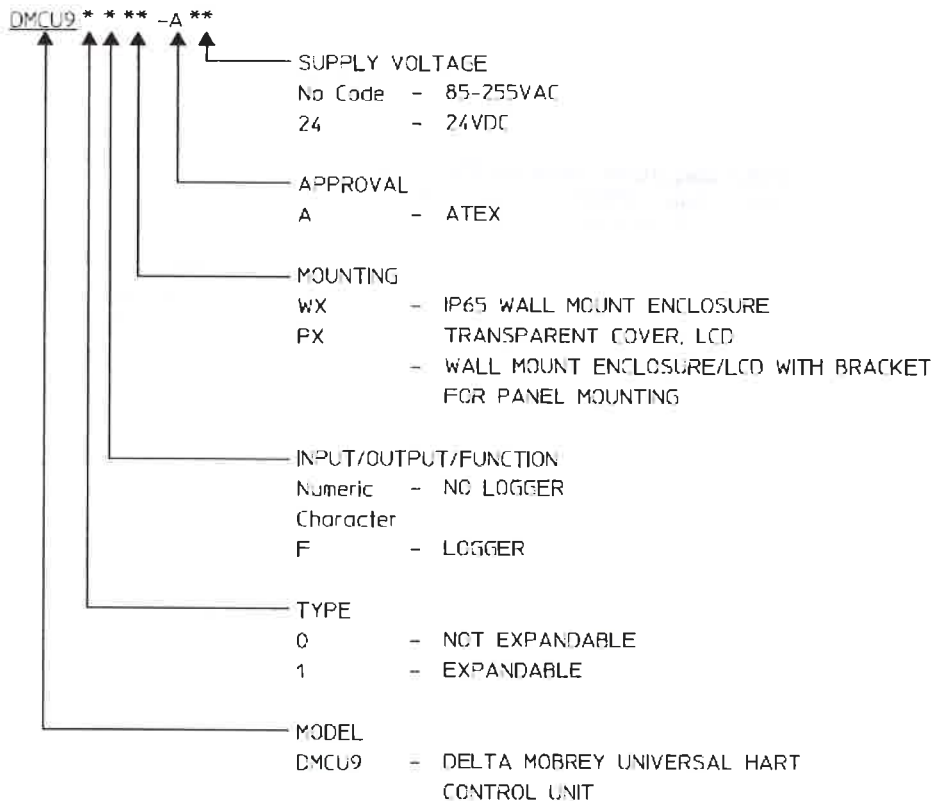 DMCU9 * * ** -A **
SUPPLY VOLTAGE
No Code - 85-255VAC
24 - 24VDC
APPROVAL
A - ATEX
MOUNTING
WX - IP65 WALL MOUNT ENCLOSURE
PX TRANSPARENT COVER, LCD
- WALL MOUNT ENCLOSURE/LCD WITH BRACKET
FOR PANEL MOUNTING
INPUT/OUTPUT/FUNCTION
Numeric - NO LOGGER
Character
F - LOGGER
TYPE
0 - NOT EXPANDABLE
1 - EXPANDABLE
MODEL
DMCU9 - DELTA MOBREY UNIVERSAL HART
CONTROL UNIT